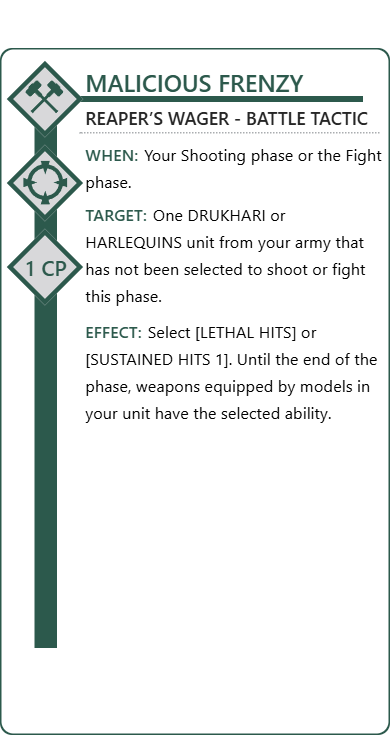 MALICIOUS FRENZY
REAPER’S WAGER - BATTLE TACTIC
WHEN: Your Shooting phase or the Fight
phase.
TARGET: One DRUKHARI or
HARLEQUINS unit from your army that
has not been selected to shoot or fight
this phase.
1 CP
EFFECT: Select [LETHAL HITS] or
[SUSTAINED HITS 1]. Until the end of the
phase, weapons equipped by models in
your unit have the selected ability.